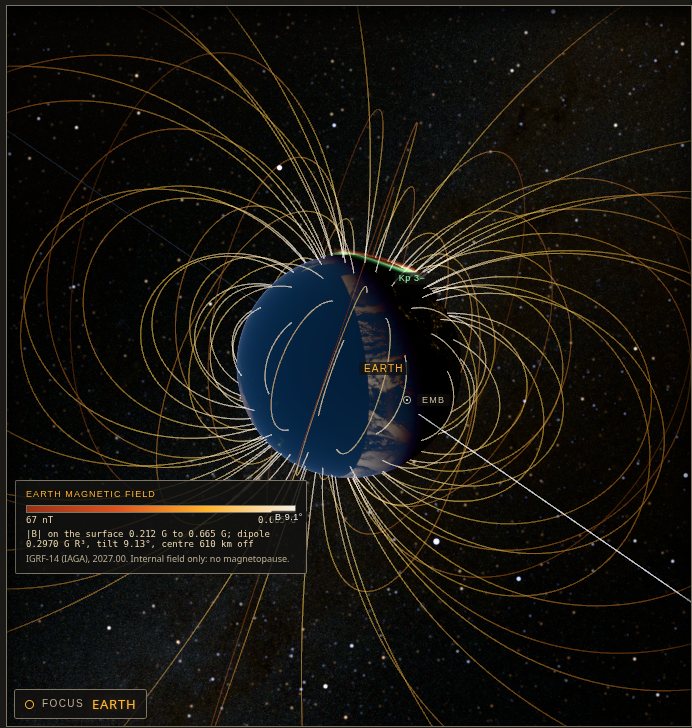 Kp 3-
EARTH
EMB
EARTH MAGNETIC FIELD
67 nT
B 9.1°
|B| on the surface 0.212 G to 0.665 G; dipole
0.2970 G R³, tilt 9.13°, centre 610 km off
IGRF-14 (IAGA), 2027.00. Internal field only: no magnetopause.
FOCUS EARTH